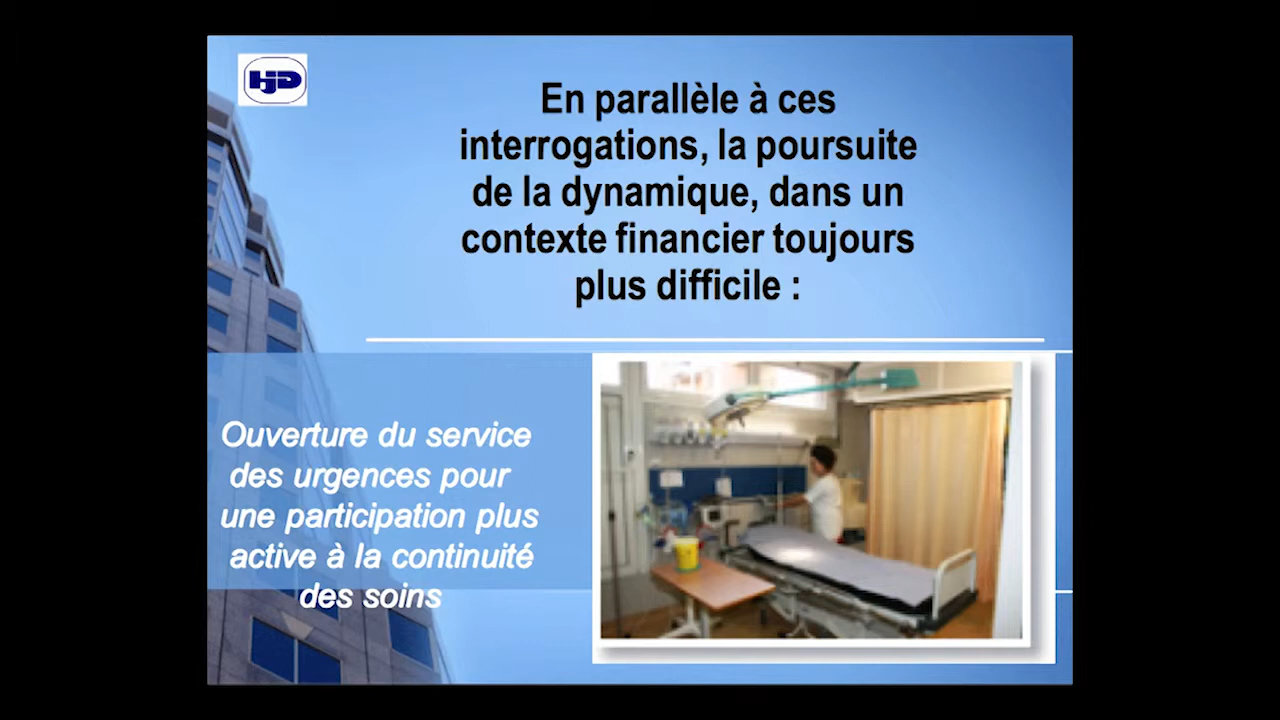 HJD
En parallèle à ces
interrogations, la poursuite
de la dynamique, dans un
contexte financier toujours
plus difficile :
Ouverture du service
des urgences pour
une participation plus
active à la continuité
des soins